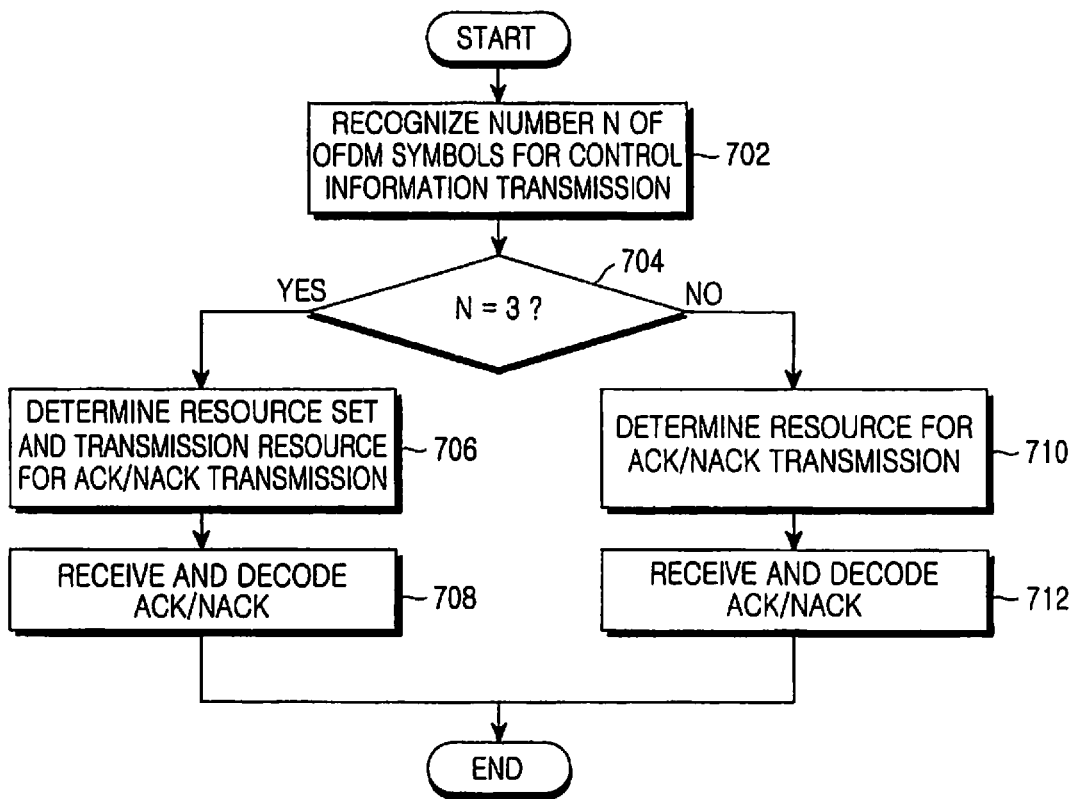 START
RECOGNIZE NUMBER N OF
OFDM SYMBOLS FOR CONTROL
INFORMATION TRANSMISSION
702
704
YES
N = 3 ?
NO
DETERMINE RESOURCE SET
AND TRANSMISSION RESOURCE
FOR ACK/NACK TRANSMISSION
706
DETERMINE RESOURCE FOR
ACK/NACK TRANSMISSION
710
RECEIVE AND DECODE
ACK/NACK
708
RECEIVE AND DECODE
ACK/NACK
712
END